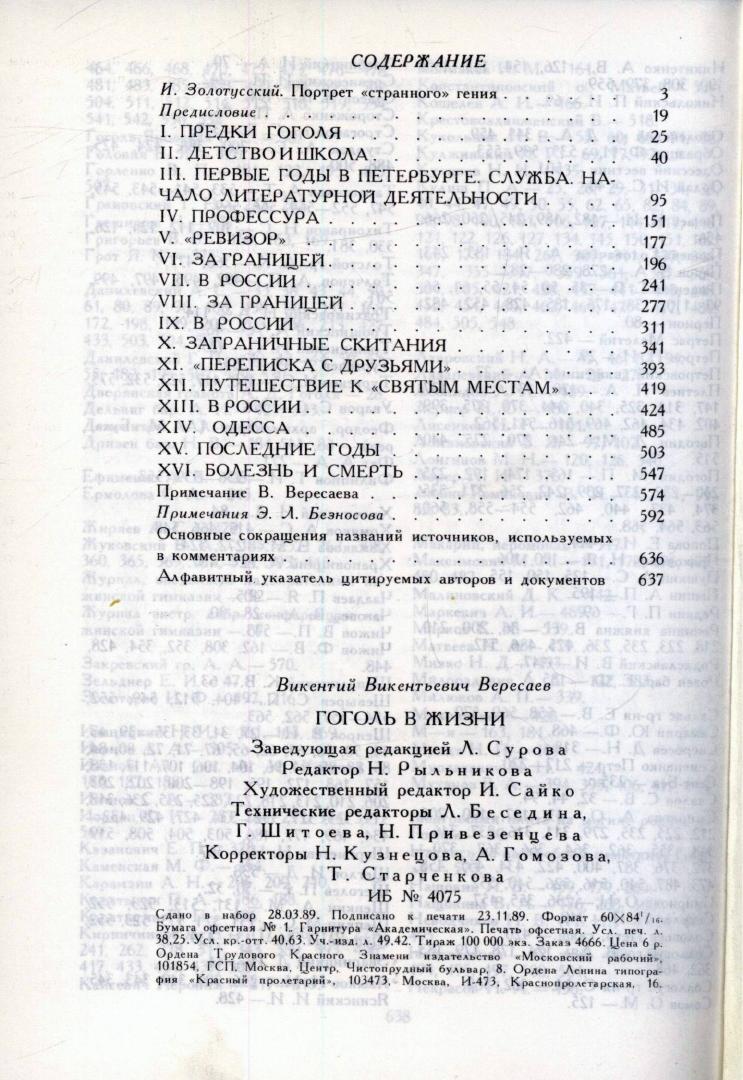 СОДЕРЖАНИЕ
И. Золотусский. Портрет «странного» гения . . . . . . . 3
Предисловие . . . . . . . . . . . . . . 19
I. ПРЕДКИ ГОГОЛЯ . . . . . . . . . . . 25
II. ДЕТСТВО И ШКОЛА . . . . . . . . . . 40
III. ПЕРВЫЕ ГОДЫ В ПЕТЕРБУРГЕ. СЛУЖБА. НА-
ЧАЛО ЛИТЕРАТУРНОЙ ДЕЯТЕЛЬНОСТИ . . . . . 95
IV. ПРОФЕССУРА . . . . . . . . . . . . 151
V. «РЕВИЗОР» . . . . . . . . . . . . . 177
VI. ЗА ГРАНИЦЕЙ . . . . . . . . . . . . 196
VII. В РОССИИ . . . . . . . . . . . . . 241
VIII. ЗА ГРАНИЦЕЙ . . . . . . . . . . . 277
IX. В РОССИИ . . . . . . . . . . . . . 311
X. ЗАГРАНИЧНЫЕ СКИТАНИЯ . . . . . . . . 341
XI. «ПЕРЕПИСКА С ДРУЗЬЯМИ» . . . . . . . 393
XII. ПУТЕШЕСТВИЕ К «СВЯТЫМ МЕСТАМ» . . . . 419
XIII. В РОССИИ . . . . . . . . . . . . 424
XIV. ОДЕССА . . . . . . . . . . . . . . 485
XV. ПОСЛЕДНИЕ ГОДЫ . . . . . . . . . . 503
XVI. БОЛЕЗНЬ И СМЕРТЬ . . . . . . . . . 547
Примечание В. Вересаева . . . . . . . . . . 574
Примечания Э. Л. Безносова . . . . . . . . . 592
Основные сокращения названий источников, используемых
в комментариях . . . . . . . . . . . . . 636
Алфавитный указатель цитируемых авторов и документов 637
Викентий Викентьевич Вересаев
ГОГОЛЬ В ЖИЗНИ
Заведующая редакцией Л. Сурова
Редактор Н. Рыльникова
Художественный редактор И. Сайко
Технические редакторы Л. Беседина,
Г. Шитоева, Н. Привезенцева
Корректоры Н. Кузнецова, А. Гомозова,
Т. Старченкова
ИБ № 4075
Сдано в набор 28.03.89. Подписано к печати 23.11.89. Формат 60×84 1/16.
Бумага офсетная № 1. Гарнитура «Академическая». Печать офсетная. Усл. печ. л.
38,25. Усл. кр.-отт. 40,63. Уч.-изд. л. 49,42. Тираж 100 000 экз. Заказ 4666. Цена 6 р.
Ордена Трудового Красного Знамени издательство «Московский рабочий»,
101854, ГСП, Москва, Центр, Чистопрудный бульвар, 8. Ордена Ленина типогра-
фия «Красный пролетарий», 103473, Москва, И-473, Краснопролетарская, 16.